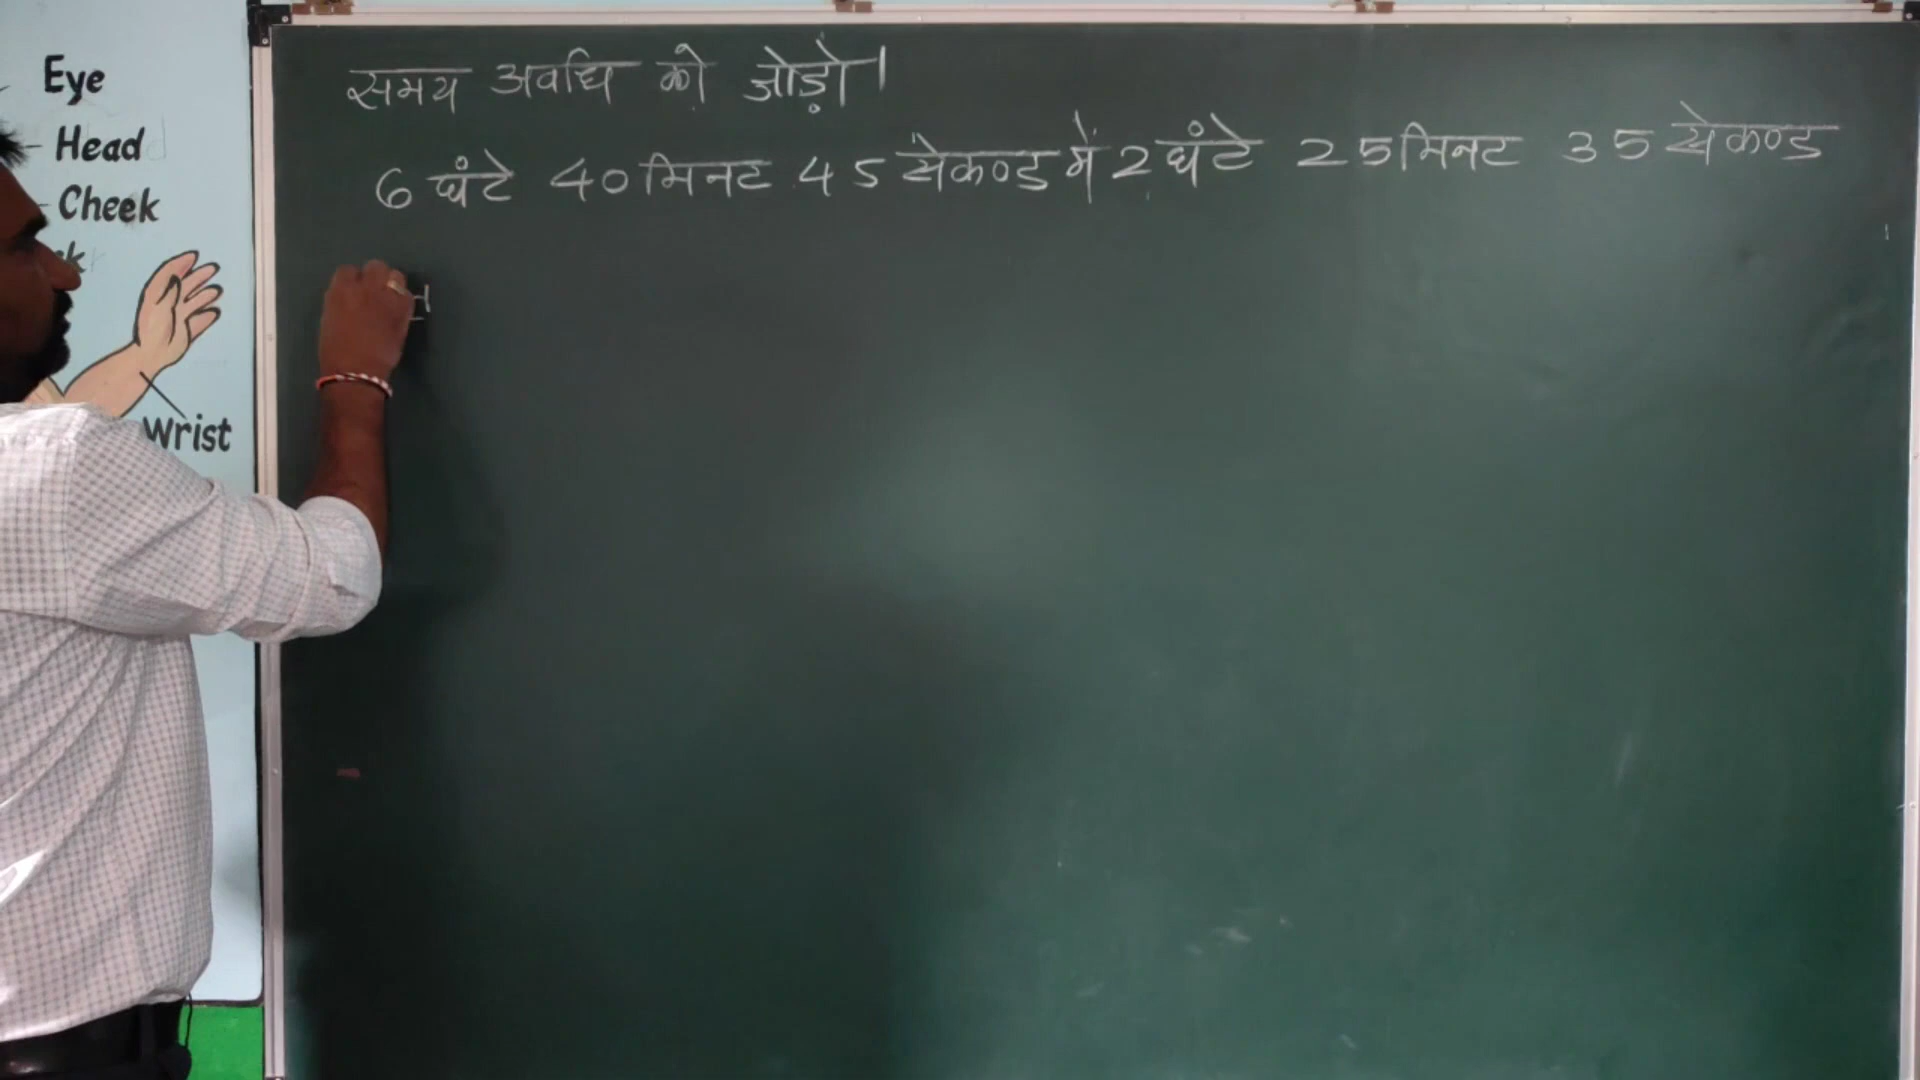 Eye
Head
Cheek
Wrist
समय अवधि को जोड़ो।
6 घंटे 40 मिनट 45 सेकण्ड में 2 घंटे 25 मिनट 35 सेकण्ड